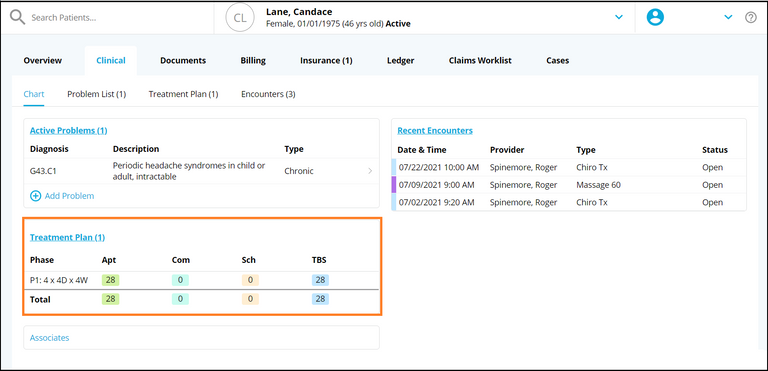 Search Patients...
CL
Lane, Candace
Female, 01/01/1975 (46 yrs old) Active
Overview Clinical Documents Billing Insurance (1) Ledger Claims Worklist Cases
Chart Problem List (1) Treatment Plan (1) Encounters (3)
Active Problems (1)
Diagnosis Description Type
G43.C1 Periodic headache syndromes in child or Chronic
adult, intractable
Add Problem
Treatment Plan (1)
Phase Apt Com Sch TBS
P1: 4 x 4D x 4W 28 0 0 28
Total 28 0 0 28
Associates
Recent Encounters
Date & Time Provider Type Status
07/22/2021 10:00 AM Spinemore, Roger Chiro Tx Open
07/09/2021 9:00 AM Spinemore, Roger Massage 60 Open
07/02/2021 9:20 AM Spinemore, Roger Chiro Tx Open